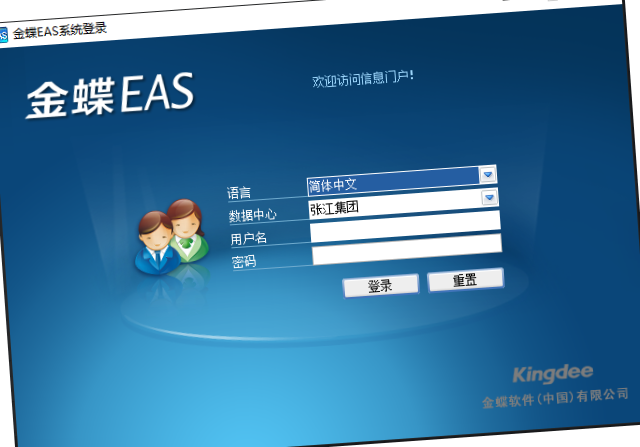 金蝶EAS系统登录
金蝶EAS
欢迎访问信息门户!
语言 简体中文
数据中心 张江集团
用户名
密码
登录 重置
Kingdee
金蝶软件(中国)有限公司